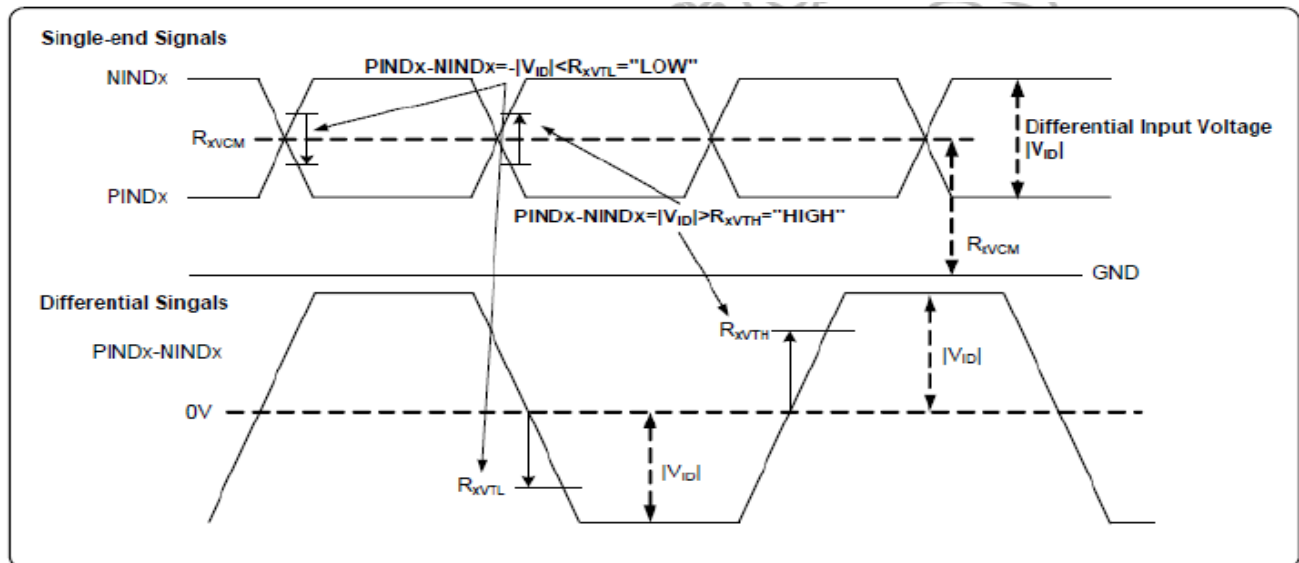 Single-end Signals
PINDx-NINDx=-|VID|<RxVTL="LOW"
NINDx
RxVCM
Differential Input Voltage
|VID|
PINDx
PINDx-NINDx=|VID|>RxVTH="HIGH"
RxVCM
GND
Differential Singals
RxVTH
PINDx-NINDx
|VID|
0V
RxVTL
|VID|